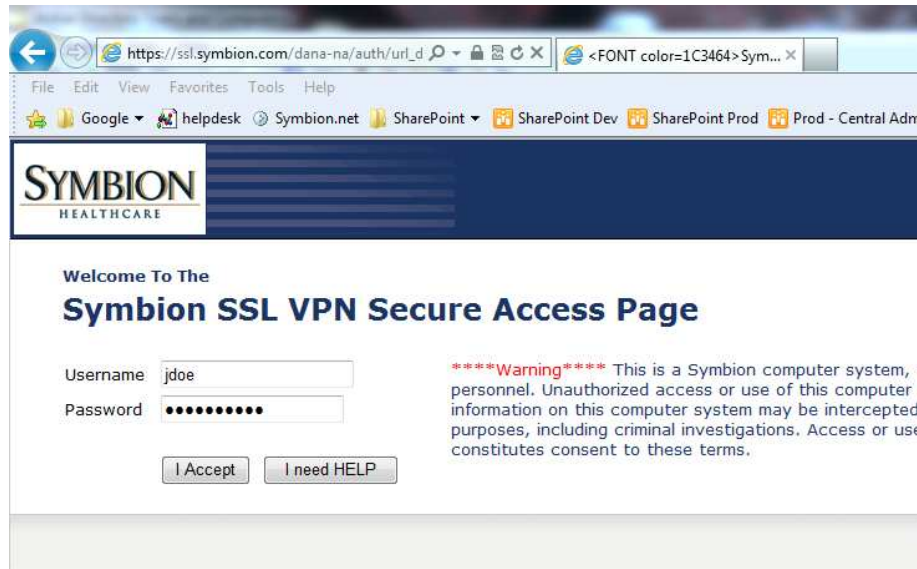 https://ssl.symbion.com/dana-na/auth/url_d
<FONT color=1C3464>Sym...
File Edit View Favorites Tools Help
Google helpdesk Symbion.net SharePoint SharePoint Dev SharePoint Prod Prod - Central Adm
SYMBION
HEALTHCARE
Welcome To The
Symbion SSL VPN Secure Access Page
Username jdoe
Password ●●●●●●●●●●
I Accept I need HELP
****Warning**** This is a Symbion computer system,
personnel. Unauthorized access or use of this computer
information on this computer system may be intercepted
purposes, including criminal investigations. Access or use
constitutes consent to these terms.